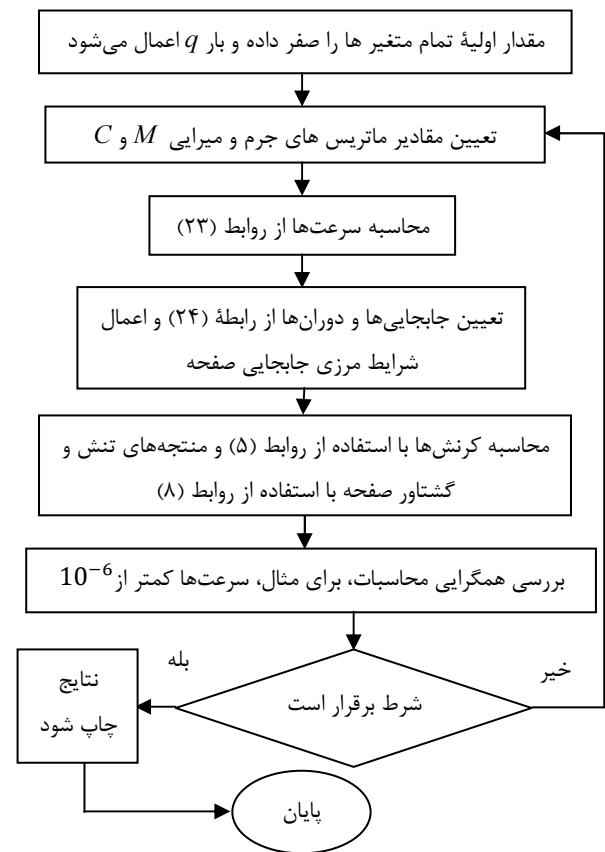 مقدار اولیهٔ تمام متغیر ها را صفر داده و بار q اعمال می‌شود
تعیین مقادیر ماتریس های جرم و میرایی M و C
محاسبه سرعت‌ها از روابط (۲۳)
تعیین جابجایی‌ها و دوران‌ها از رابطهٔ (۲۴) و اعمال
شرایط مرزی جابجایی صفحه
محاسبه کرنش‌ها با استفاده از روابط (۵) و منتجه‌های تنش و
گشتاور صفحه با استفاده از روابط (۸)
بررسی همگرایی محاسبات، برای مثال، سرعت‌ها کمتر از 10⁻⁶
خیر
بله
شرط برقرار است
نتایج
چاپ شود
پایان